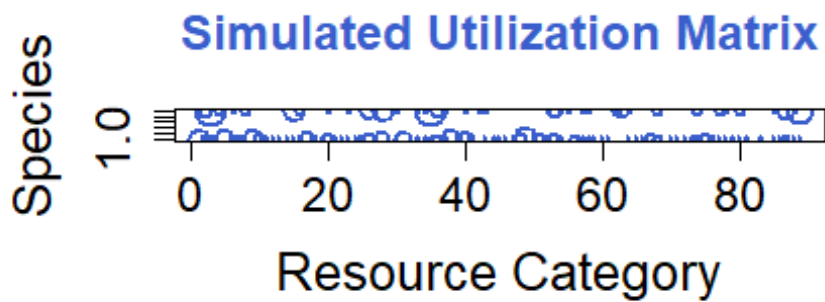 Simulated Utilization Matrix
Species
1.0
0 20 40 60 80
Resource Category